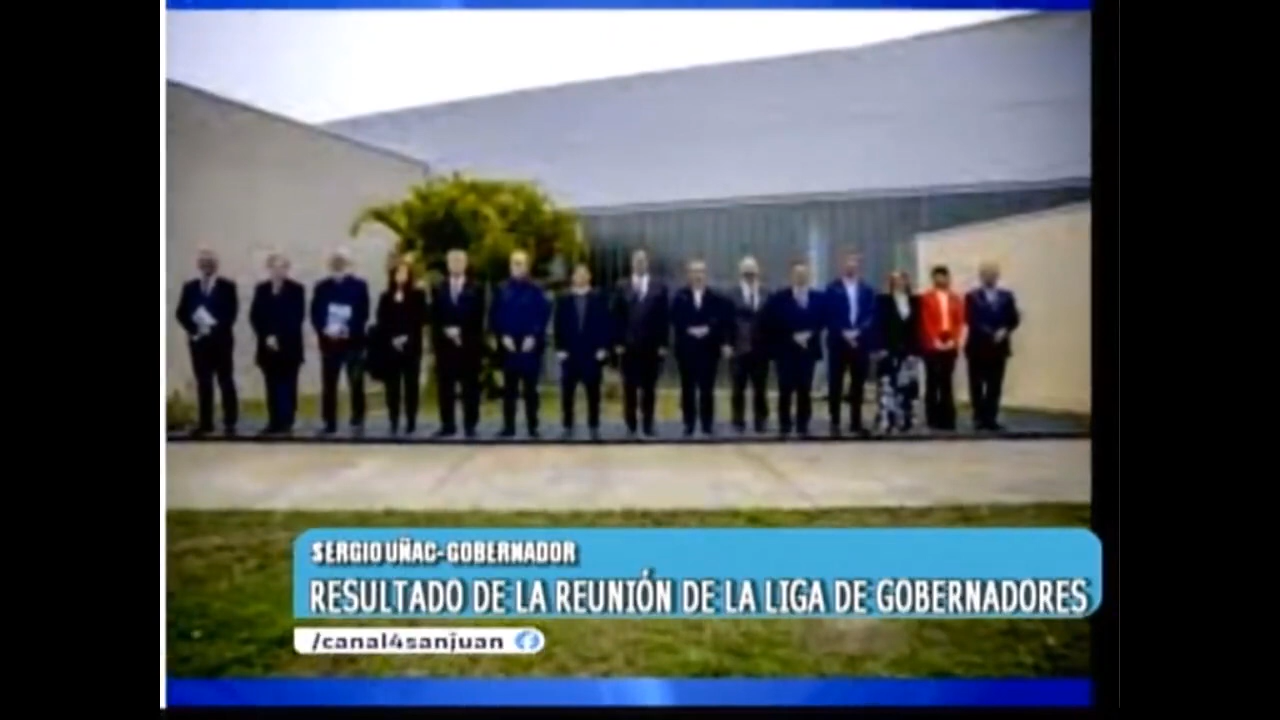 SERGIO UÑAC-GOBERNADOR
RESULTADO DE LA REUNIÓN DE LA LIGA DE GOBERNADORES
/canal4sanjuan